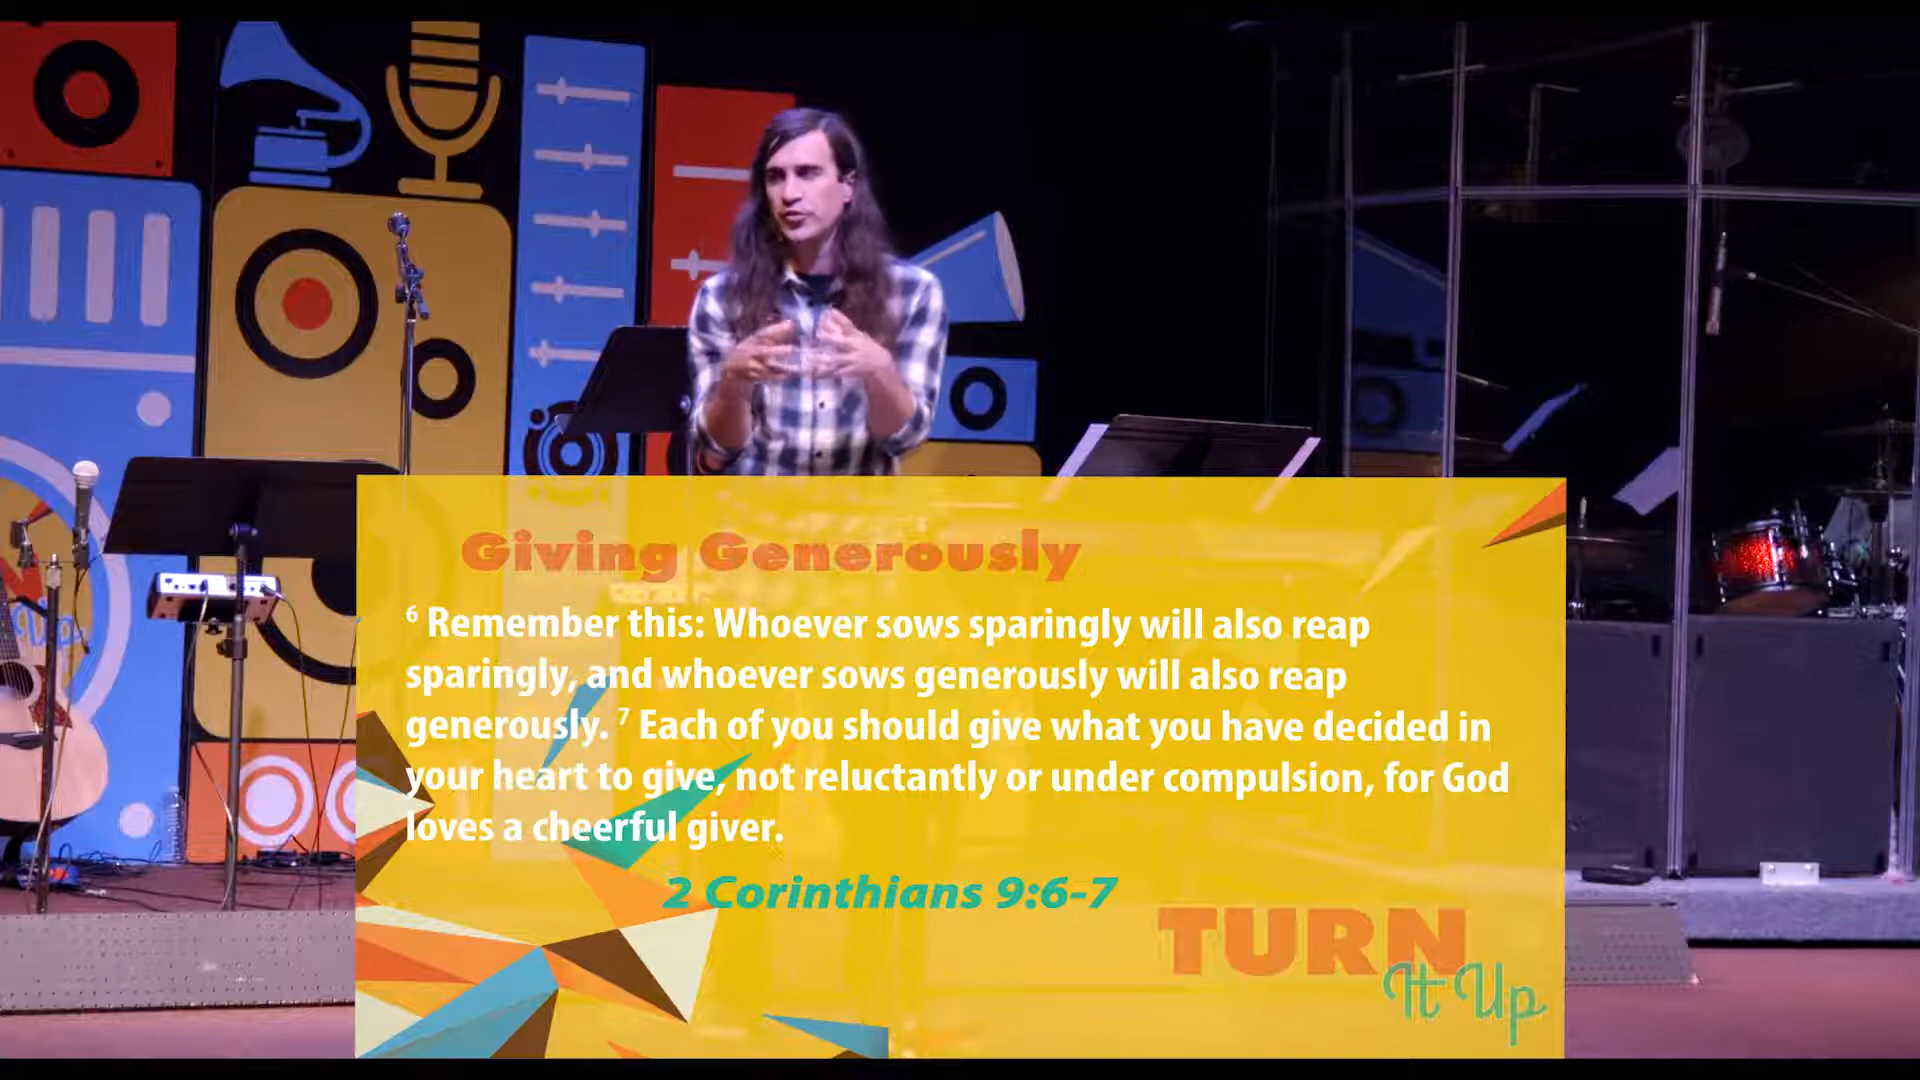 Giving Generously
⁶ Remember this: Whoever sows sparingly will also reap
sparingly, and whoever sows generously will also reap
generously. ⁷ Each of you should give what you have decided in
your heart to give, not reluctantly or under compulsion, for God
loves a cheerful giver.
2 Corinthians 9:6-7
TURN
It Up